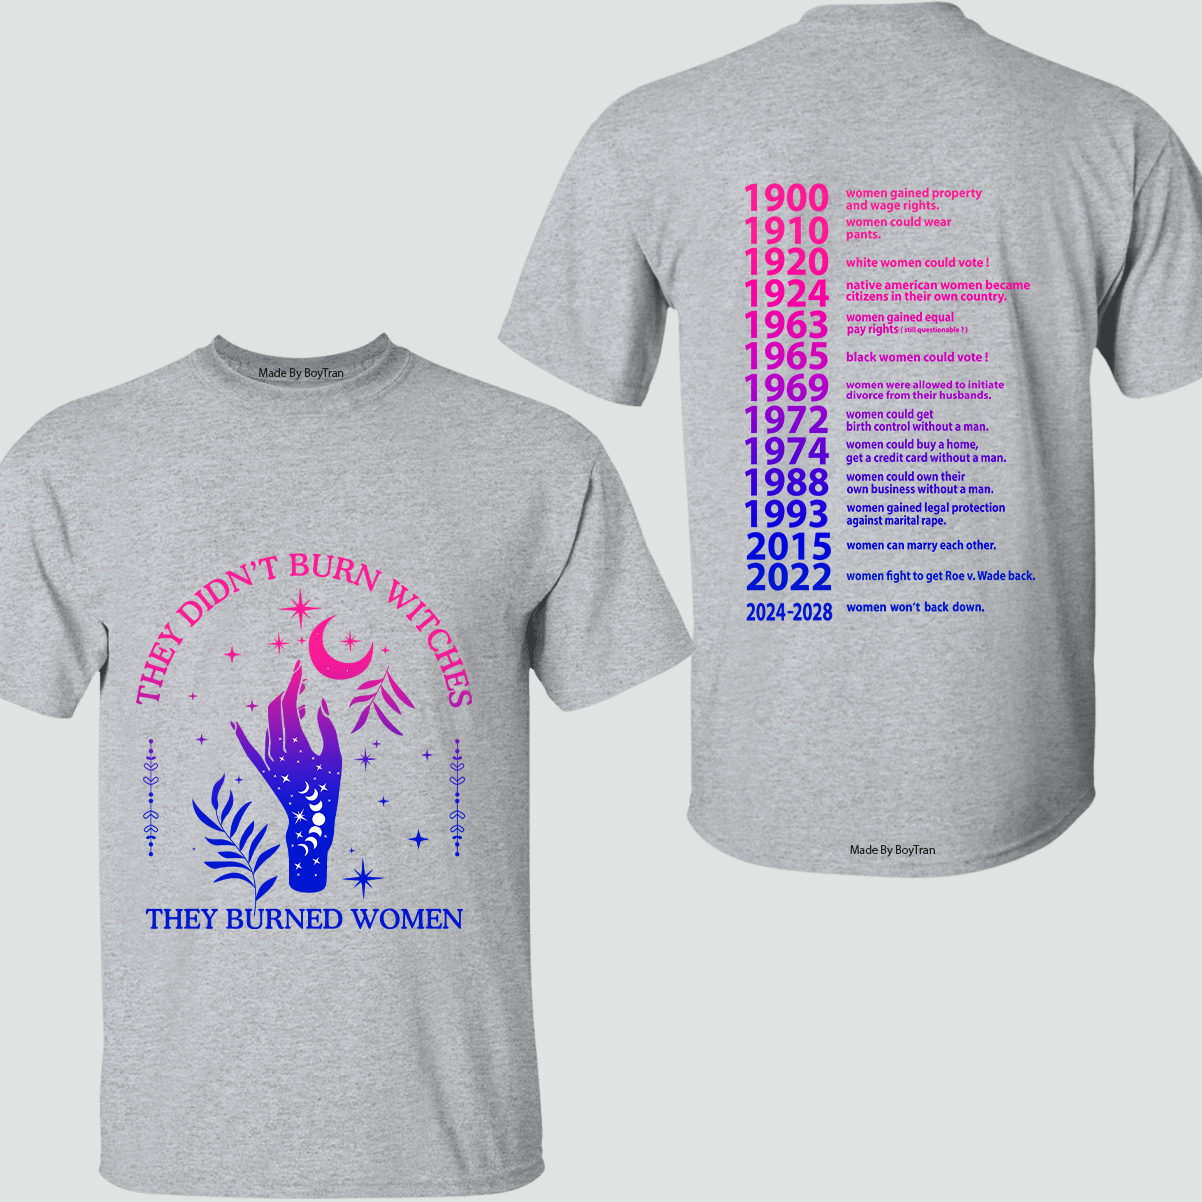 Made By BoyTran
THEY DIDN'T BURN WITCHES
THEY BURNED WOMEN
1900 women gained property
and wage rights.
1910 women could wear
pants.
1920 white women could vote !
1924 native american women became
citizens in their own country.
1963 women gained equal
pay rights ( still questionable ? )
1965 black women could vote !
1969 women were allowed to initiate
divorce from their husbands.
1972 women could get
birth control without a man.
1974 women could buy a home,
get a credit card without a man.
1988 women could own their
own business without a man.
1993 women gained legal protection
against marital rape.
2015 women can marry each other.
2022 women fight to get Roe v. Wade back.
2024-2028 women won't back down.
Made By BoyTran